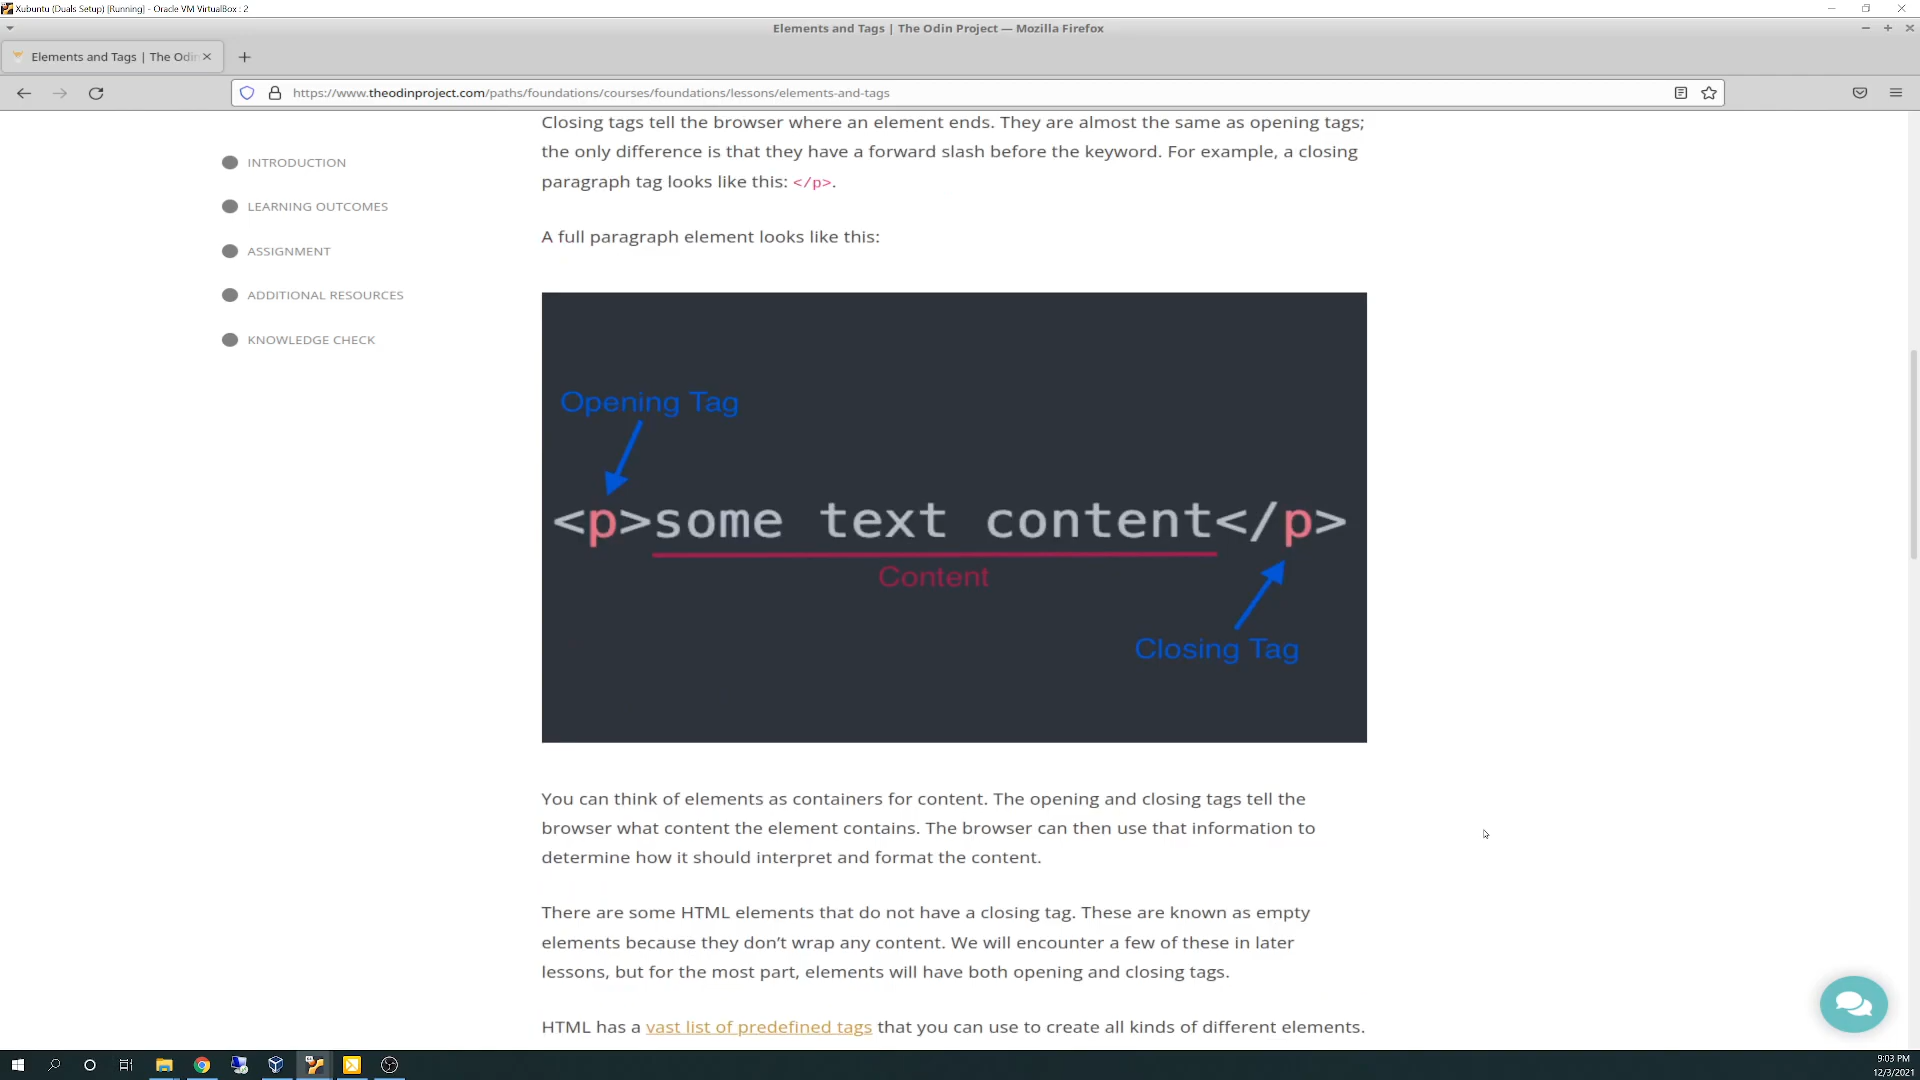 Xubuntu (Duals Setup) [Running] - Oracle VM VirtualBox : 2
Elements and Tags | The Odin Project — Mozilla Firefox
Elements and Tags | The Odin
https://www.theodinproject.com/paths/foundations/courses/foundations/lessons/elements-and-tags
INTRODUCTION
LEARNING OUTCOMES
ASSIGNMENT
ADDITIONAL RESOURCES
KNOWLEDGE CHECK
Closing tags tell the browser where an element ends. They are almost the same as opening tags;
the only difference is that they have a forward slash before the keyword. For example, a closing
paragraph tag looks like this: </p>.
A full paragraph element looks like this:
Opening Tag
<p>some text content</p>
Content
Closing Tag
You can think of elements as containers for content. The opening and closing tags tell the
browser what content the element contains. The browser can then use that information to
determine how it should interpret and format the content.
There are some HTML elements that do not have a closing tag. These are known as empty
elements because they don’t wrap any content. We will encounter a few of these in later
lessons, but for the most part, elements will have both opening and closing tags.
HTML has a vast list of predefined tags that you can use to create all kinds of different elements.
9:03 PM
12/3/2021